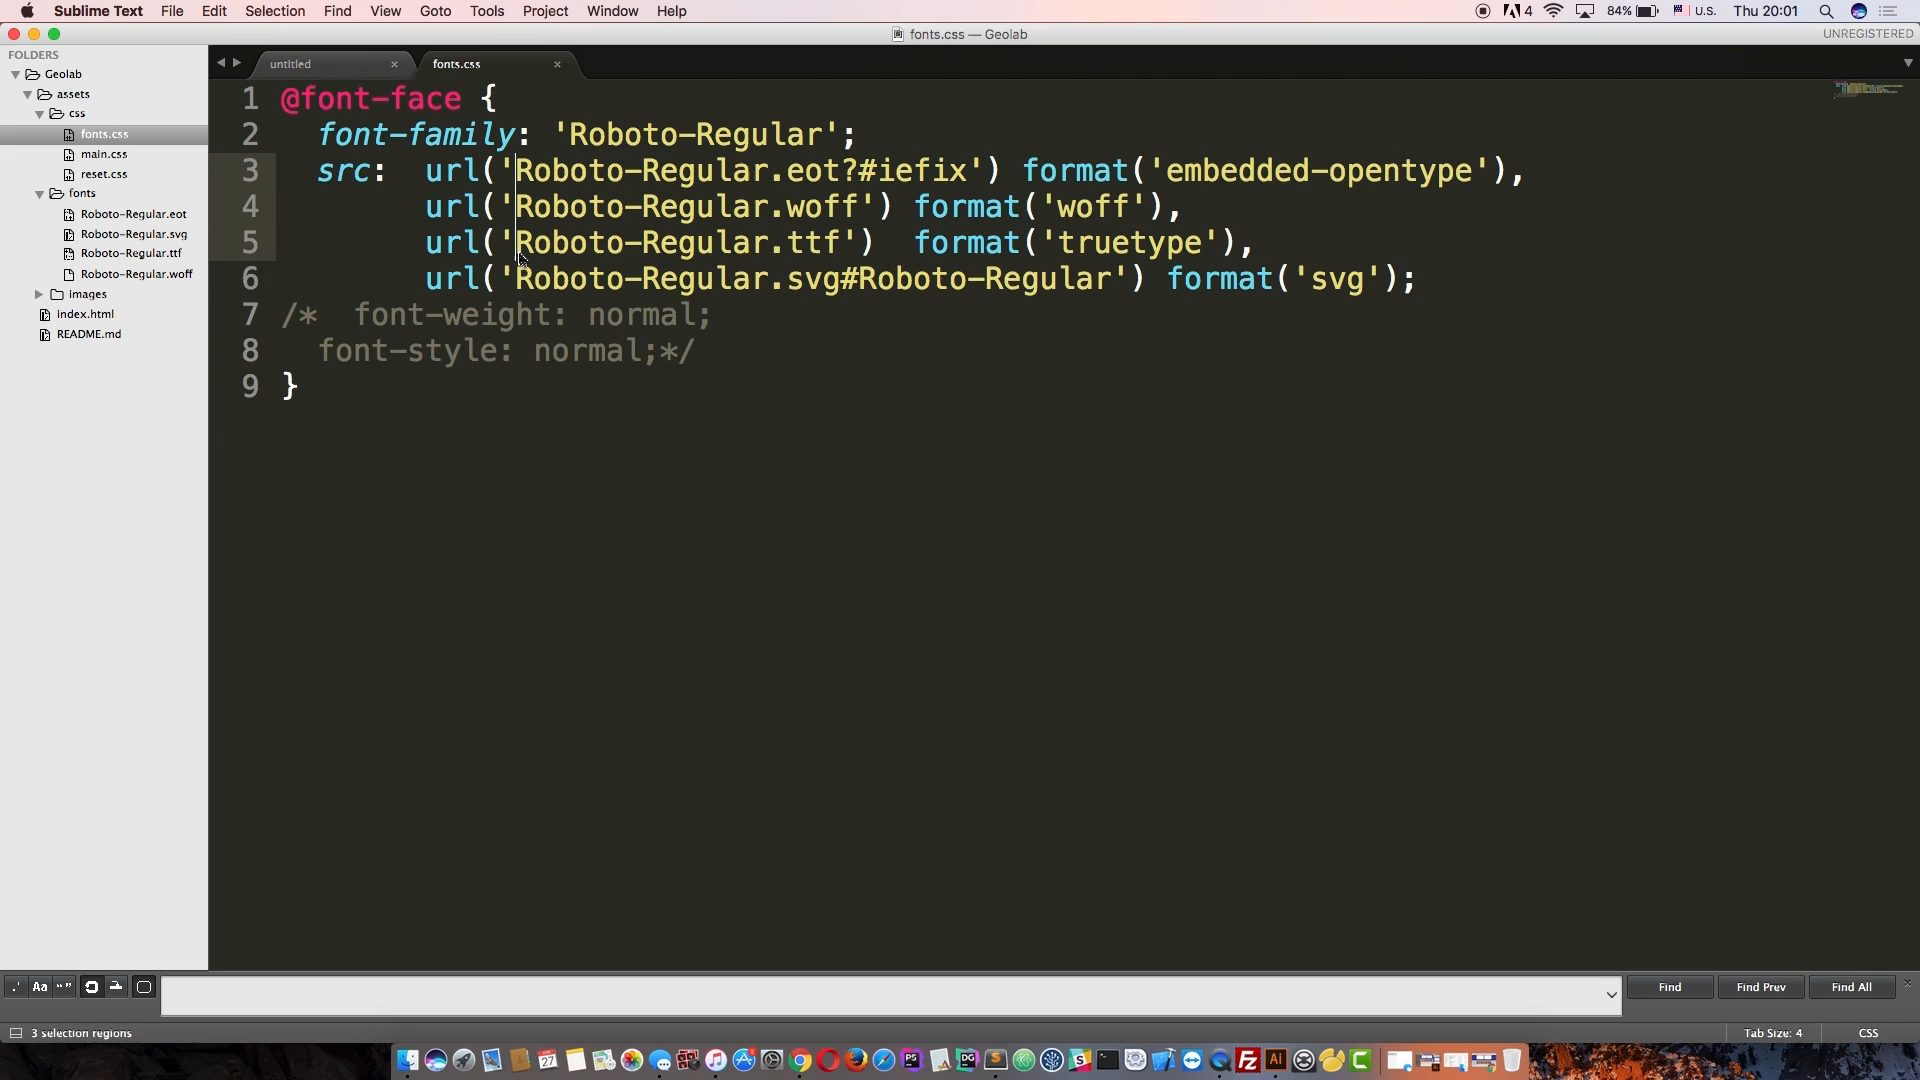 Sublime Text File Edit Selection Find View Goto Tools Project Window Help 4 84% U.S. Thu 20:01
fonts.css — Geolab UNREGISTERED
FOLDERS
Geolab
assets
css
fonts.css
main.css
reset.css
fonts
Roboto-Regular.eot
Roboto-Regular.svg
Roboto-Regular.ttf
Roboto-Regular.woff
images
index.html
README.md
untitled fonts.css
1 @font-face {
2 font-family: 'Roboto-Regular';
3 src: url('Roboto-Regular.eot?#iefix') format('embedded-opentype'),
4 url('Roboto-Regular.woff') format('woff'),
5 url('Roboto-Regular.ttf') format('truetype'),
6 url('Roboto-Regular.svg#Roboto-Regular') format('svg');
7 /* font-weight: normal;
8 font-style: normal;*/
9 }
.* Aa “” Find Find Prev Find All
3 selection regions Tab Size: 4 CSS
27 PS DG S S Fz Ai C